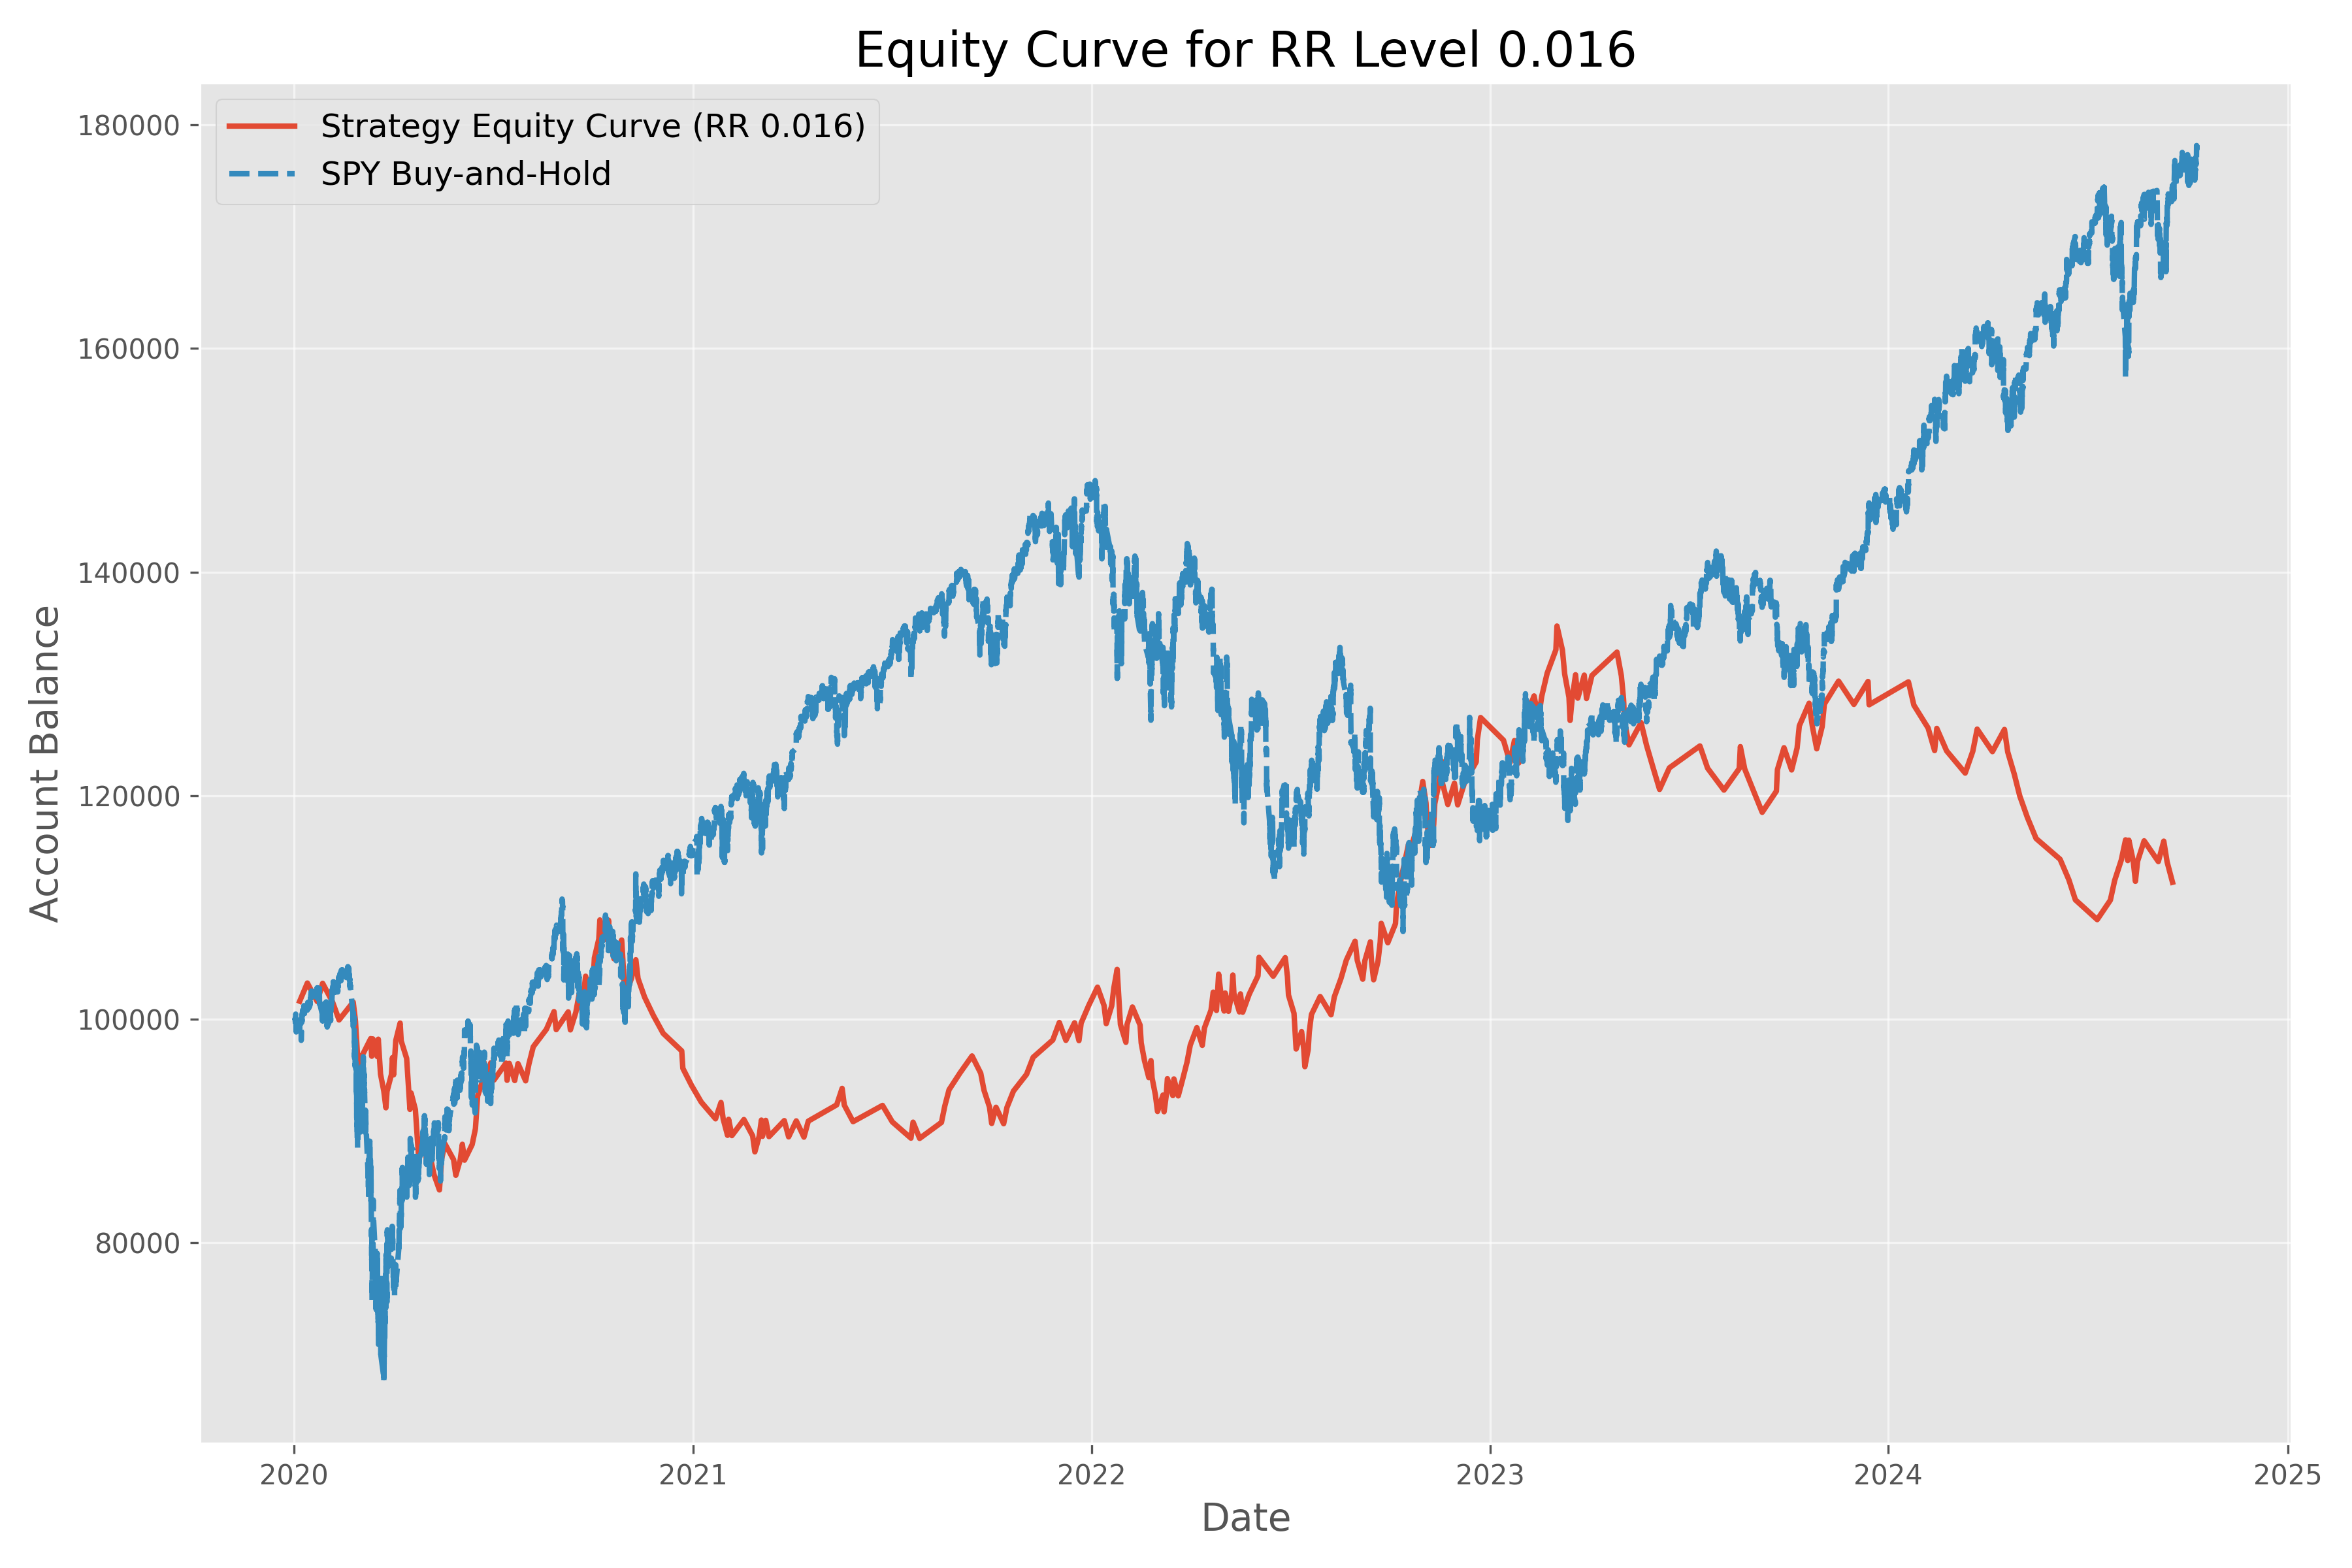 Equity Curve for RR Level 0.016
Strategy Equity Curve (RR 0.016)
SPY Buy-and-Hold
180000
160000
140000
120000
100000
80000
Account Balance
2020
2021
2022
2023
2024
2025
Date